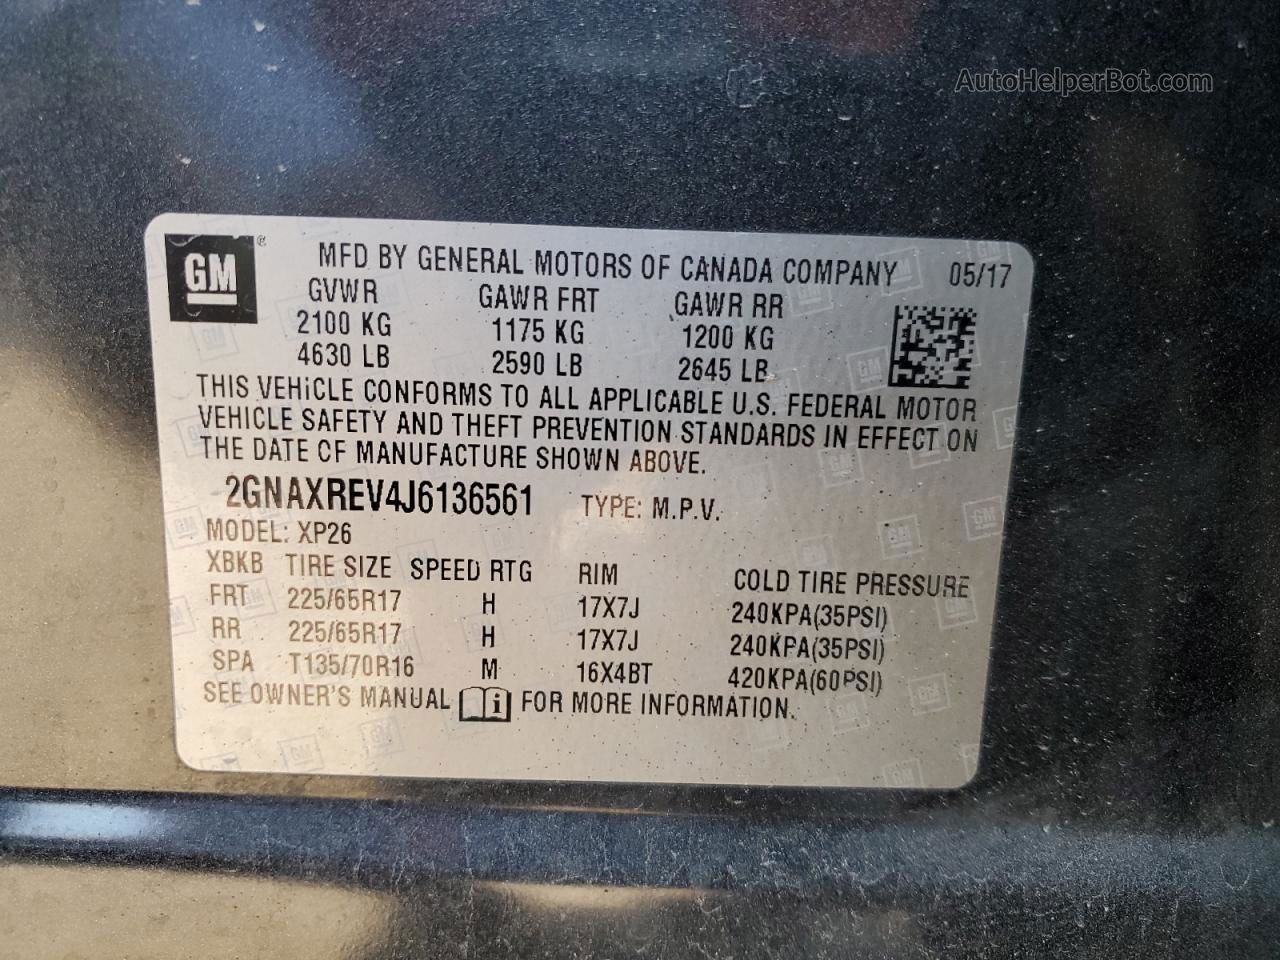 AutoHelperBot.com
GM ® MFD BY GENERAL MOTORS OF CANADA COMPANY 05/17
GVWR GAWR FRT GAWR RR
2100 KG 1175 KG 1200 KG
4630 LB 2590 LB 2645 LB
THIS VEHICLE CONFORMS TO ALL APPLICABLE U.S. FEDERAL MOTOR
VEHICLE SAFETY AND THEFT PREVENTION STANDARDS IN EFFECT ON
THE DATE OF MANUFACTURE SHOWN ABOVE.
2GNAXREV4J6136561 TYPE: M.P.V.
MODEL: XP26
XBKB TIRE SIZE SPEED RTG RIM COLD TIRE PRESSURE
FRT 225/65R17 H 17X7J 240KPA(35PSI)
RR 225/65R17 H 17X7J 240KPA(35PSI)
SPA T135/70R16 M 16X4BT 420KPA(60PSI)
SEE OWNER'S MANUAL i FOR MORE INFORMATION.